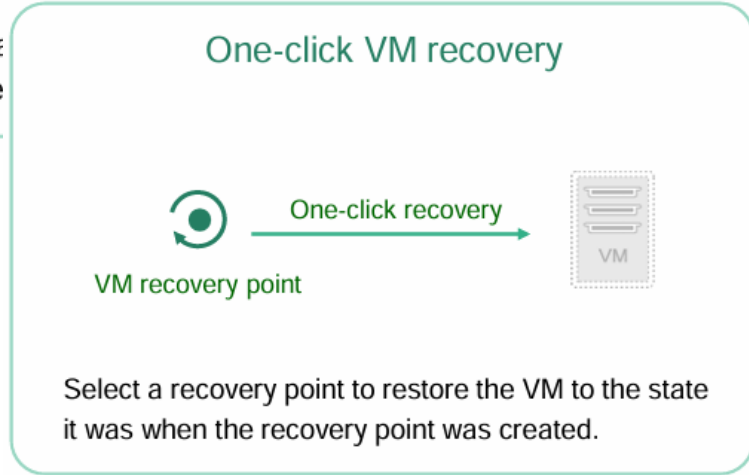 One-click VM recovery
One-click recovery
VM
VM recovery point
Select a recovery point to restore the VM to the state
it was when the recovery point was created.